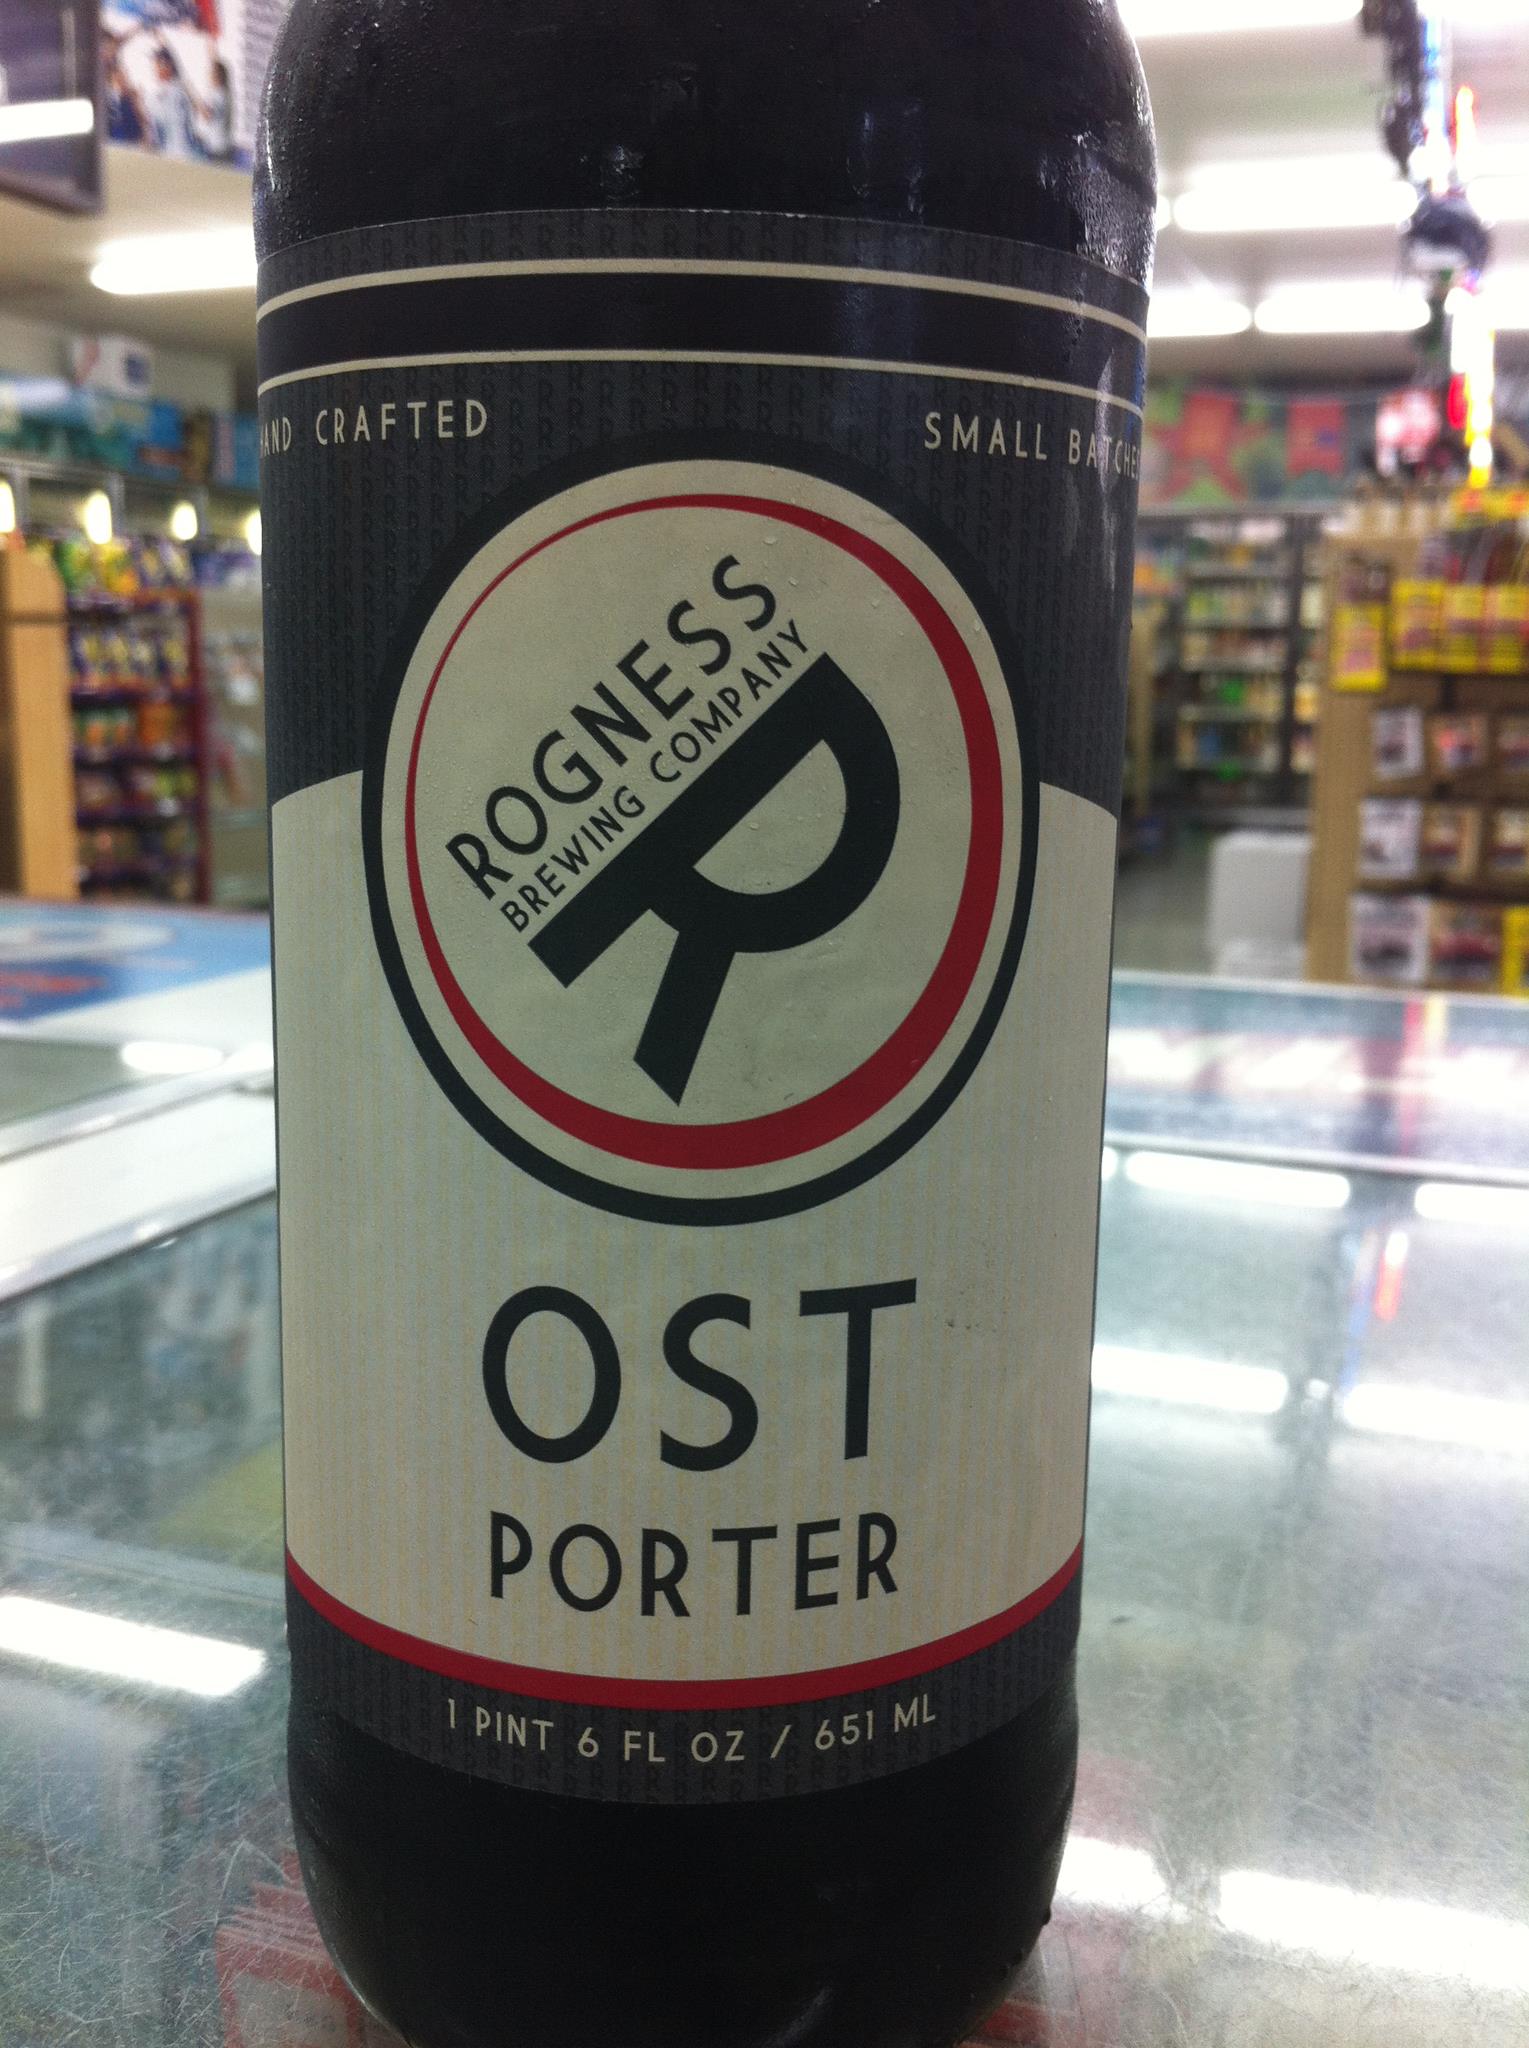 HAND CRAFTED
SMALL BATCHES
ROGNESS
BREWING COMPANY
R
OST
PORTER
1 PINT 6 FL OZ / 651 ML